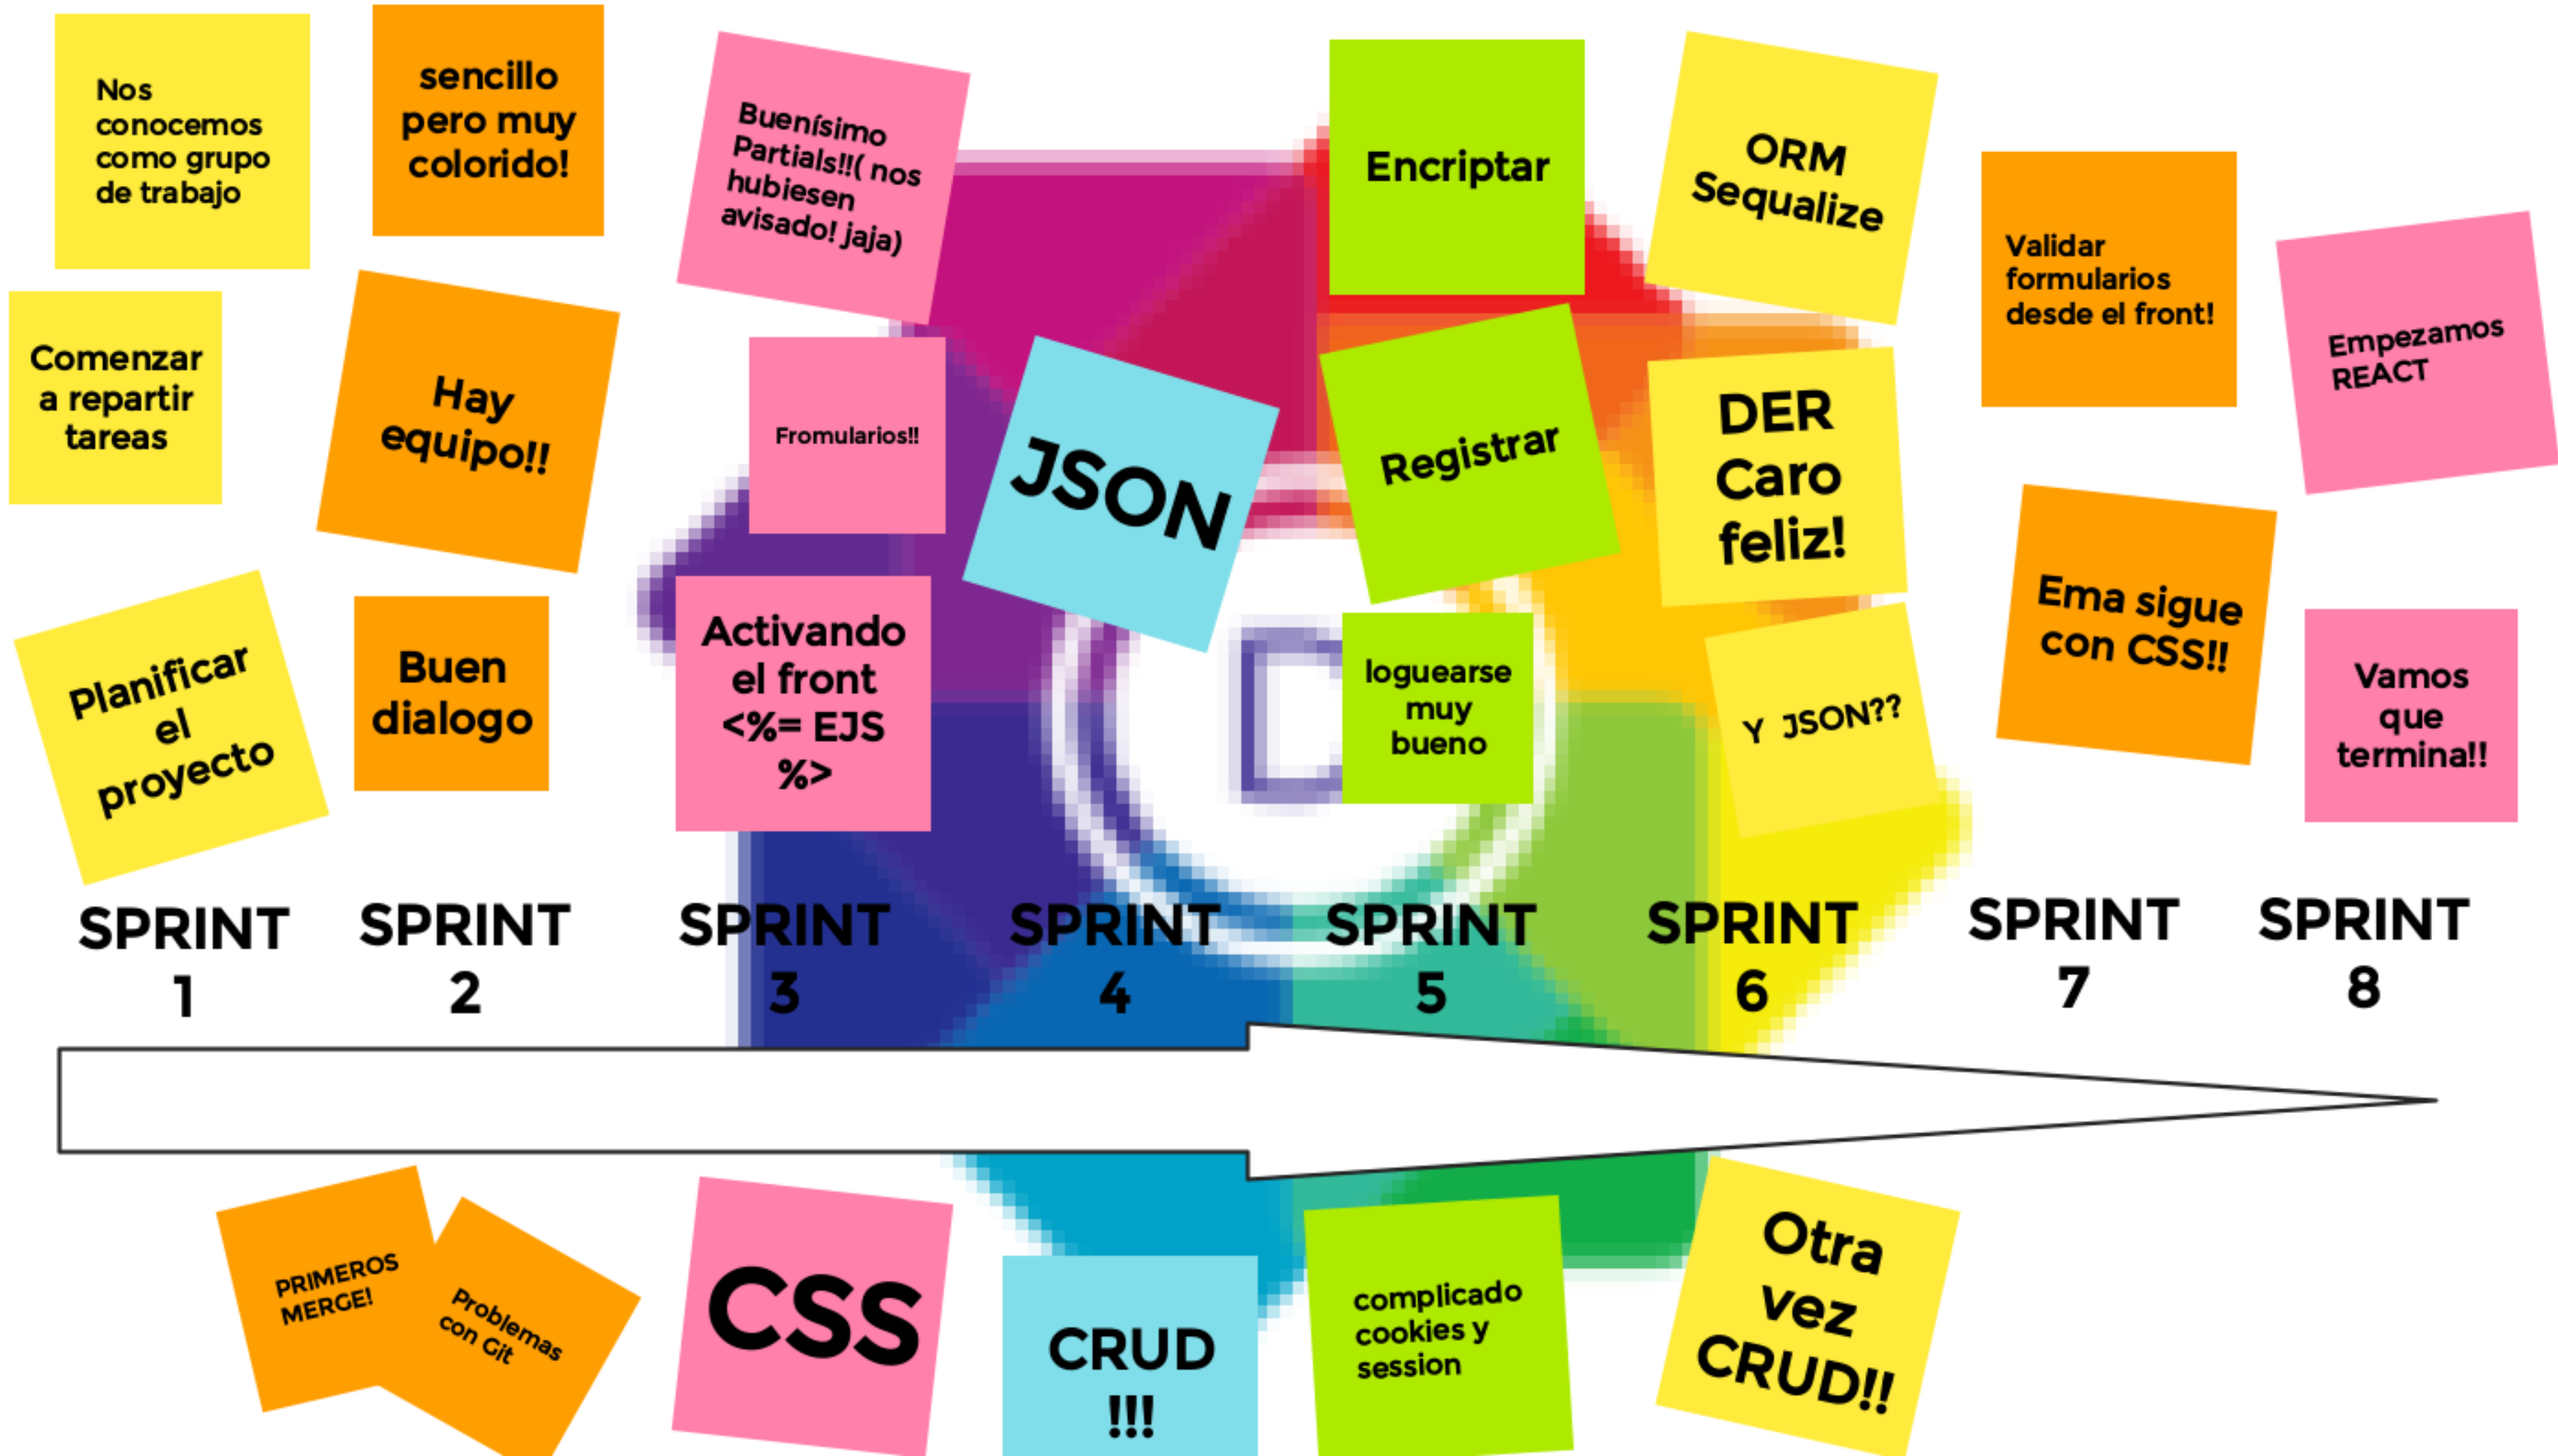 Nos
conocemos
como grupo
de trabajo
Comenzar
a repartir
tareas
Planificar
el
proyecto
SPRINT
1
sencillo
pero muy
colorido!
Hay
equipo!!
Buen
dialogo
SPRINT
2
Buenísimo
Partials!!( nos
hubiesen
avisado! jaja)
Fromularios!!
Activando
el front
<%= EJS
%>
SPRINT
3
JSON
SPRINT
4
Encriptar
Registrar
loguearse
muy
bueno
SPRINT
5
ORM
Sequalize
DER
Caro
feliz!
Y JSON??
SPRINT
6
Validar
formularios
desde el front!
Ema sigue
con CSS!!
SPRINT
7
Empezamos
REACT
Vamos
que
termina!!
SPRINT
8
D
PRIMEROS
MERGE!
Problemas
con Git
CSS
CRUD
!!!
complicado
cookies y
session
Otra
vez
CRUD!!